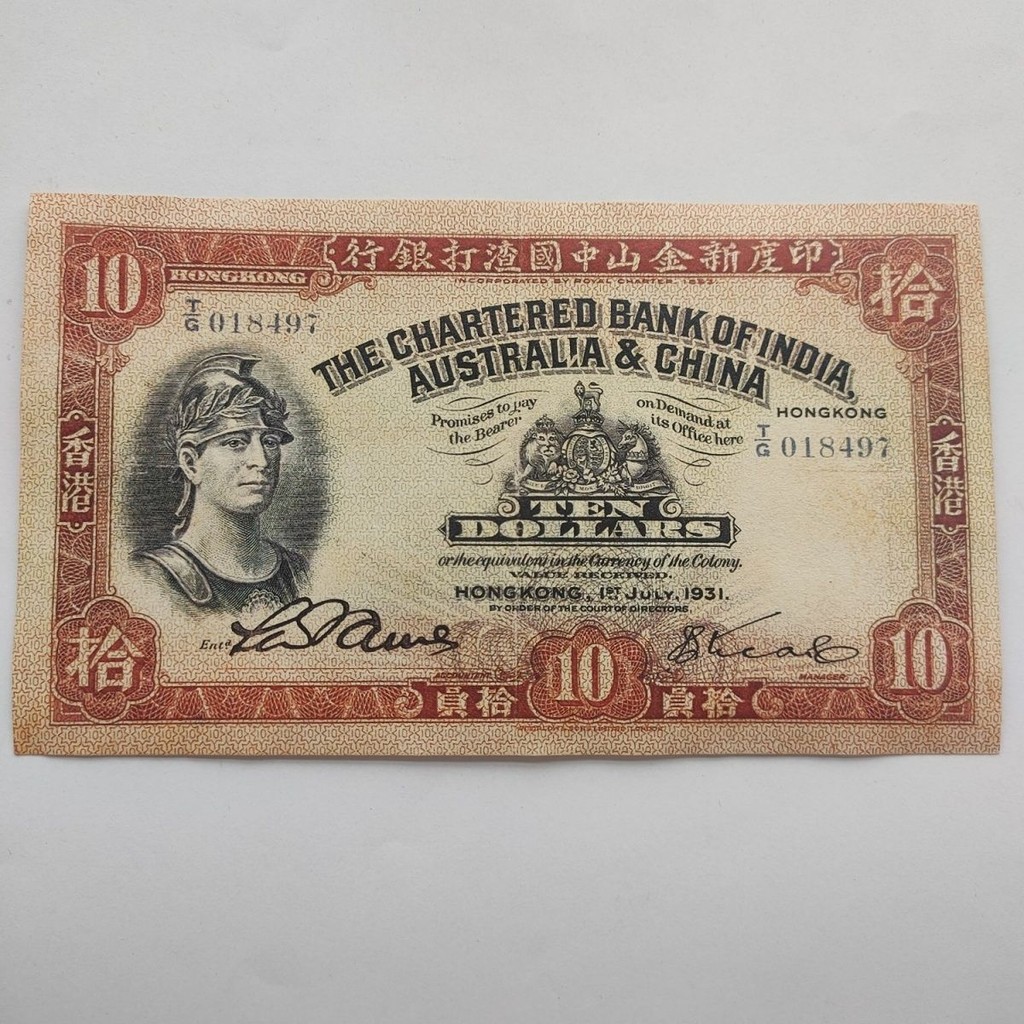 行銀打渣國中山金新度印
10
HONGKONG
INCORPORATED BY ROYAL CHARTER, 1853.
拾
T/G 018497
THE CHARTERED BANK OF INDIA,
AUSTRALIA & CHINA
HONGKONG
Promises to pay on Demand at
the Bearer its Office here
T/G 018497
香港
香港
TEN
DOLLARS
or the equivalent in the Currency of the Colony.
VALUE RECEIVED.
HONGKONG, 1ST JULY, 1931.
BY ORDER OF THE COURT OF DIRECTORS.
Entd
拾
10
10
ACCOUNTANT
MANAGER.
員拾
員拾